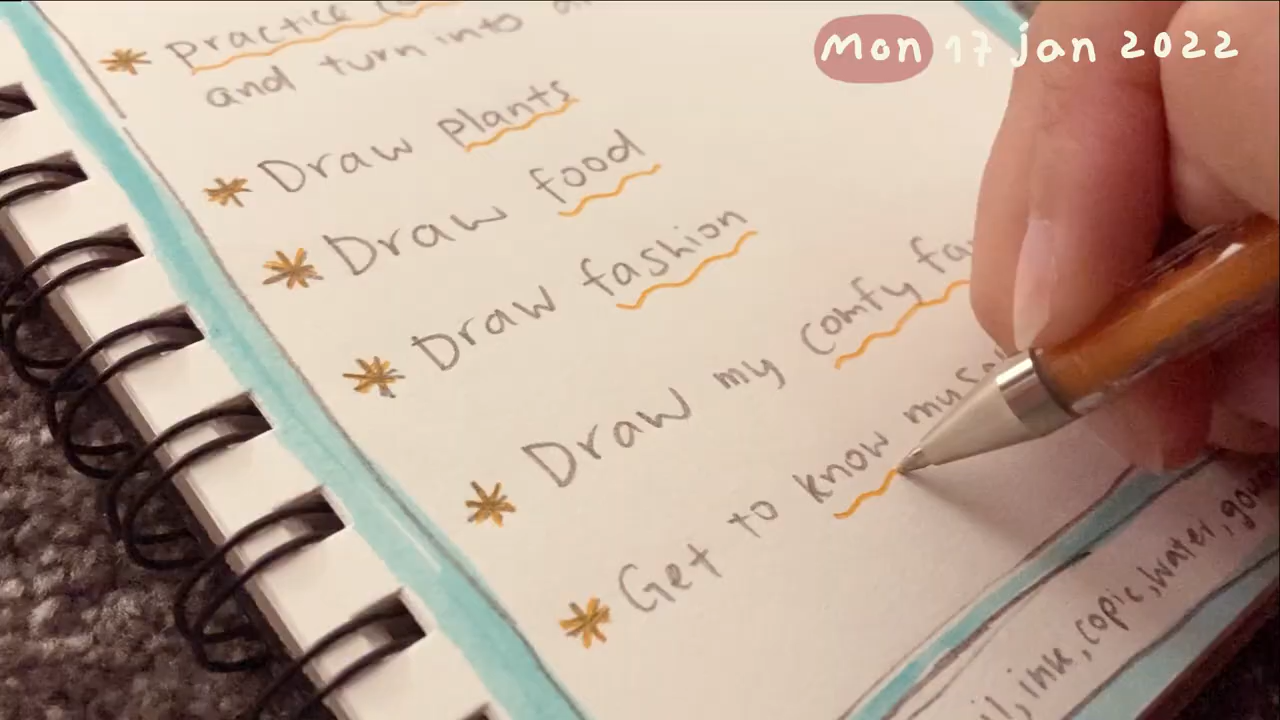 Mon 17 jan 2022
practice
and turn into
Draw plants
Draw food
Draw fashion
Draw my comfy
Get to know
ink, copic, water,